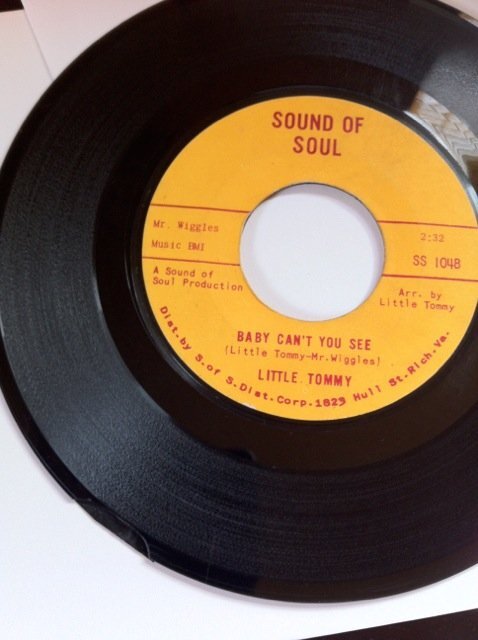 SOUND OF
SOUL
Mr. Wiggles
Music BMI
2:32
SS 1048
A Sound of
Soul Production
Arr. by
Little Tommy
BABY CAN'T YOU SEE
(Little Tommy-Mr.Wiggles)
LITTLE TOMMY
Dist.by S.of S.Dist.Corp.1829 Hull St.Rich.Va.